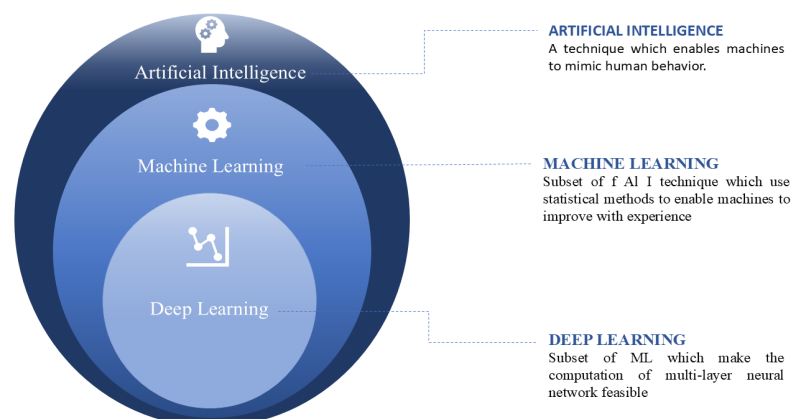 Artificial Intelligence
Machine Learning
Deep Learning
ARTIFICIAL INTELLIGENCE
A technique which enables machines
to mimic human behavior.
MACHINE LEARNING
Subset of f Al I technique which use
statistical methods to enable machines to
improve with experience
DEEP LEARNING
Subset of ML which make the
computation of multi-layer neural
network feasible